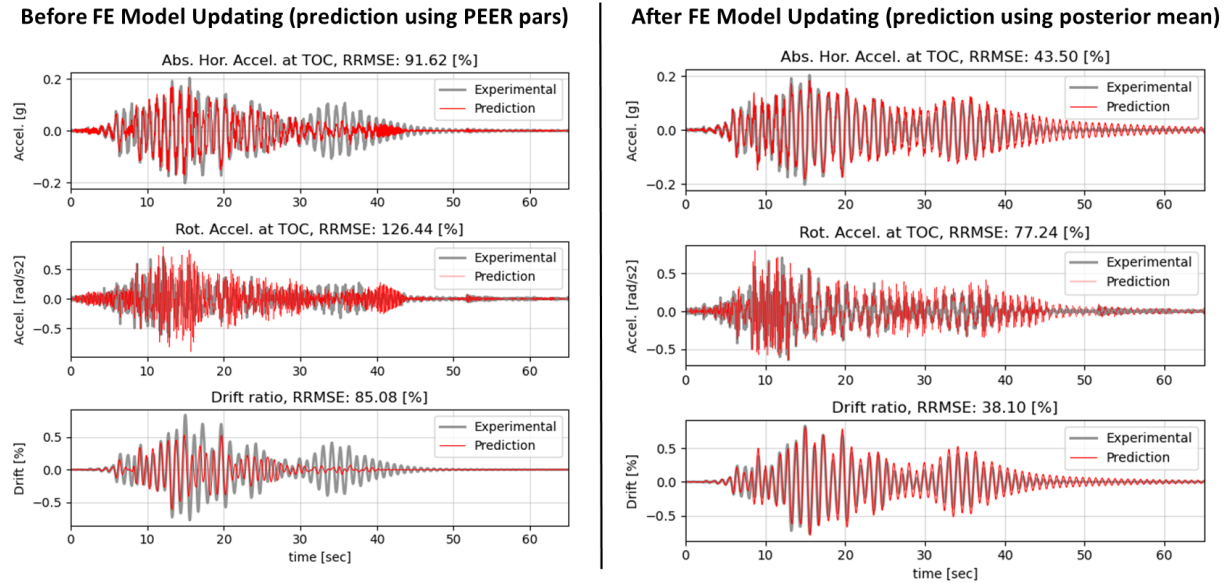 Before FE Model Updating (prediction using PEER pars)
Abs. Hor. Accel. at TOC, RRMSE: 91.62 [%]
Accel. [g]
0.2
0.0
−0.2
Experimental
Prediction
0 10 20 30 40 50 60
Rot. Accel. at TOC, RRMSE: 126.44 [%]
Accel. [rad/s2]
0.5
0.0
−0.5
Experimental
Prediction
0 10 20 30 40 50 60
Drift ratio, RRMSE: 85.08 [%]
Drift [%]
0.5
0.0
−0.5
Experimental
Prediction
0 10 20 30 40 50 60
time [sec]
After FE Model Updating (prediction using posterior mean)
Abs. Hor. Accel. at TOC, RRMSE: 43.50 [%]
Accel. [g]
0.2
0.0
−0.2
Experimental
Prediction
0 10 20 30 40 50 60
Rot. Accel. at TOC, RRMSE: 77.24 [%]
Accel. [rad/s2]
0.5
0.0
−0.5
Experimental
Prediction
0 10 20 30 40 50 60
Drift ratio, RRMSE: 38.10 [%]
Drift [%]
0.5
0.0
−0.5
Experimental
Prediction
0 10 20 30 40 50 60
time [sec]